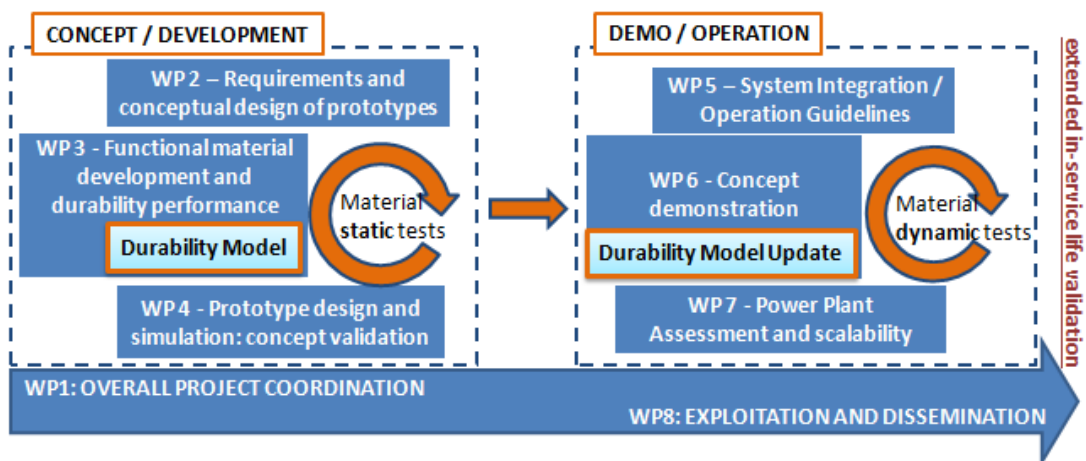 CONCEPT / DEVELOPMENT
WP 2 – Requirements and
conceptual design of prototypes
WP 3 - Functional material
development and
durability performance
Durability Model
Material
static tests
WP 4 - Prototype design and
simulation: concept validation
DEMO / OPERATION
WP 5 – System Integration /
Operation Guidelines
WP 6 - Concept
demonstration
Durability Model Update
Material
dynamic tests
WP 7 - Power Plant
Assessment and scalability
extended in-service life validation
WP1: OVERALL PROJECT COORDINATION
WP8: EXPLOITATION AND DISSEMINATION